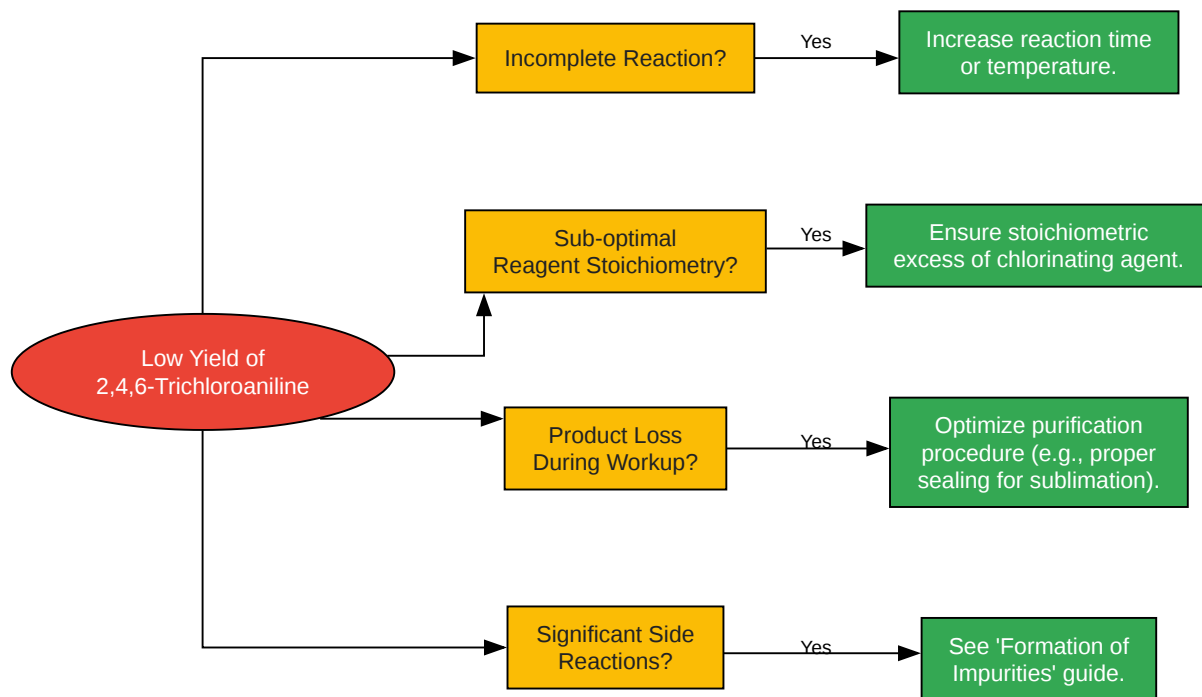 Incomplete Reaction?
Yes
Increase reaction time
or temperature.
Sub-optimal
Reagent Stoichiometry?
Yes
Ensure stoichiometric
excess of chlorinating agent.
Low Yield of
2,4,6-Trichloroaniline
Product Loss
During Workup?
Yes
Optimize purification
procedure (e.g., proper
sealing for sublimation).
Significant Side
Reactions?
Yes
See 'Formation of
Impurities' guide.